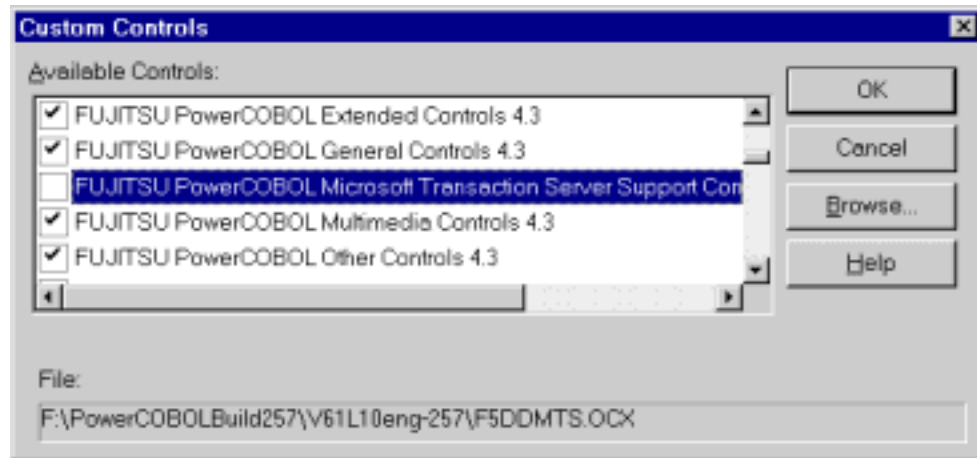 Custom Controls
Available Controls:
FUJITSU PowerCOBOL Extended Controls 4.3
FUJITSU PowerCOBOL General Controls 4.3
FUJITSU PowerCOBOL Microsoft Transaction Server Support Con
FUJITSU PowerCOBOL Multimedia Controls 4.3
FUJITSU PowerCOBOL Other Controls 4.3
OK
Cancel
Browse...
Help
File:
F:\PowerCOBOLBuild257\V61L10eng-257\F5DDMTS.OCX